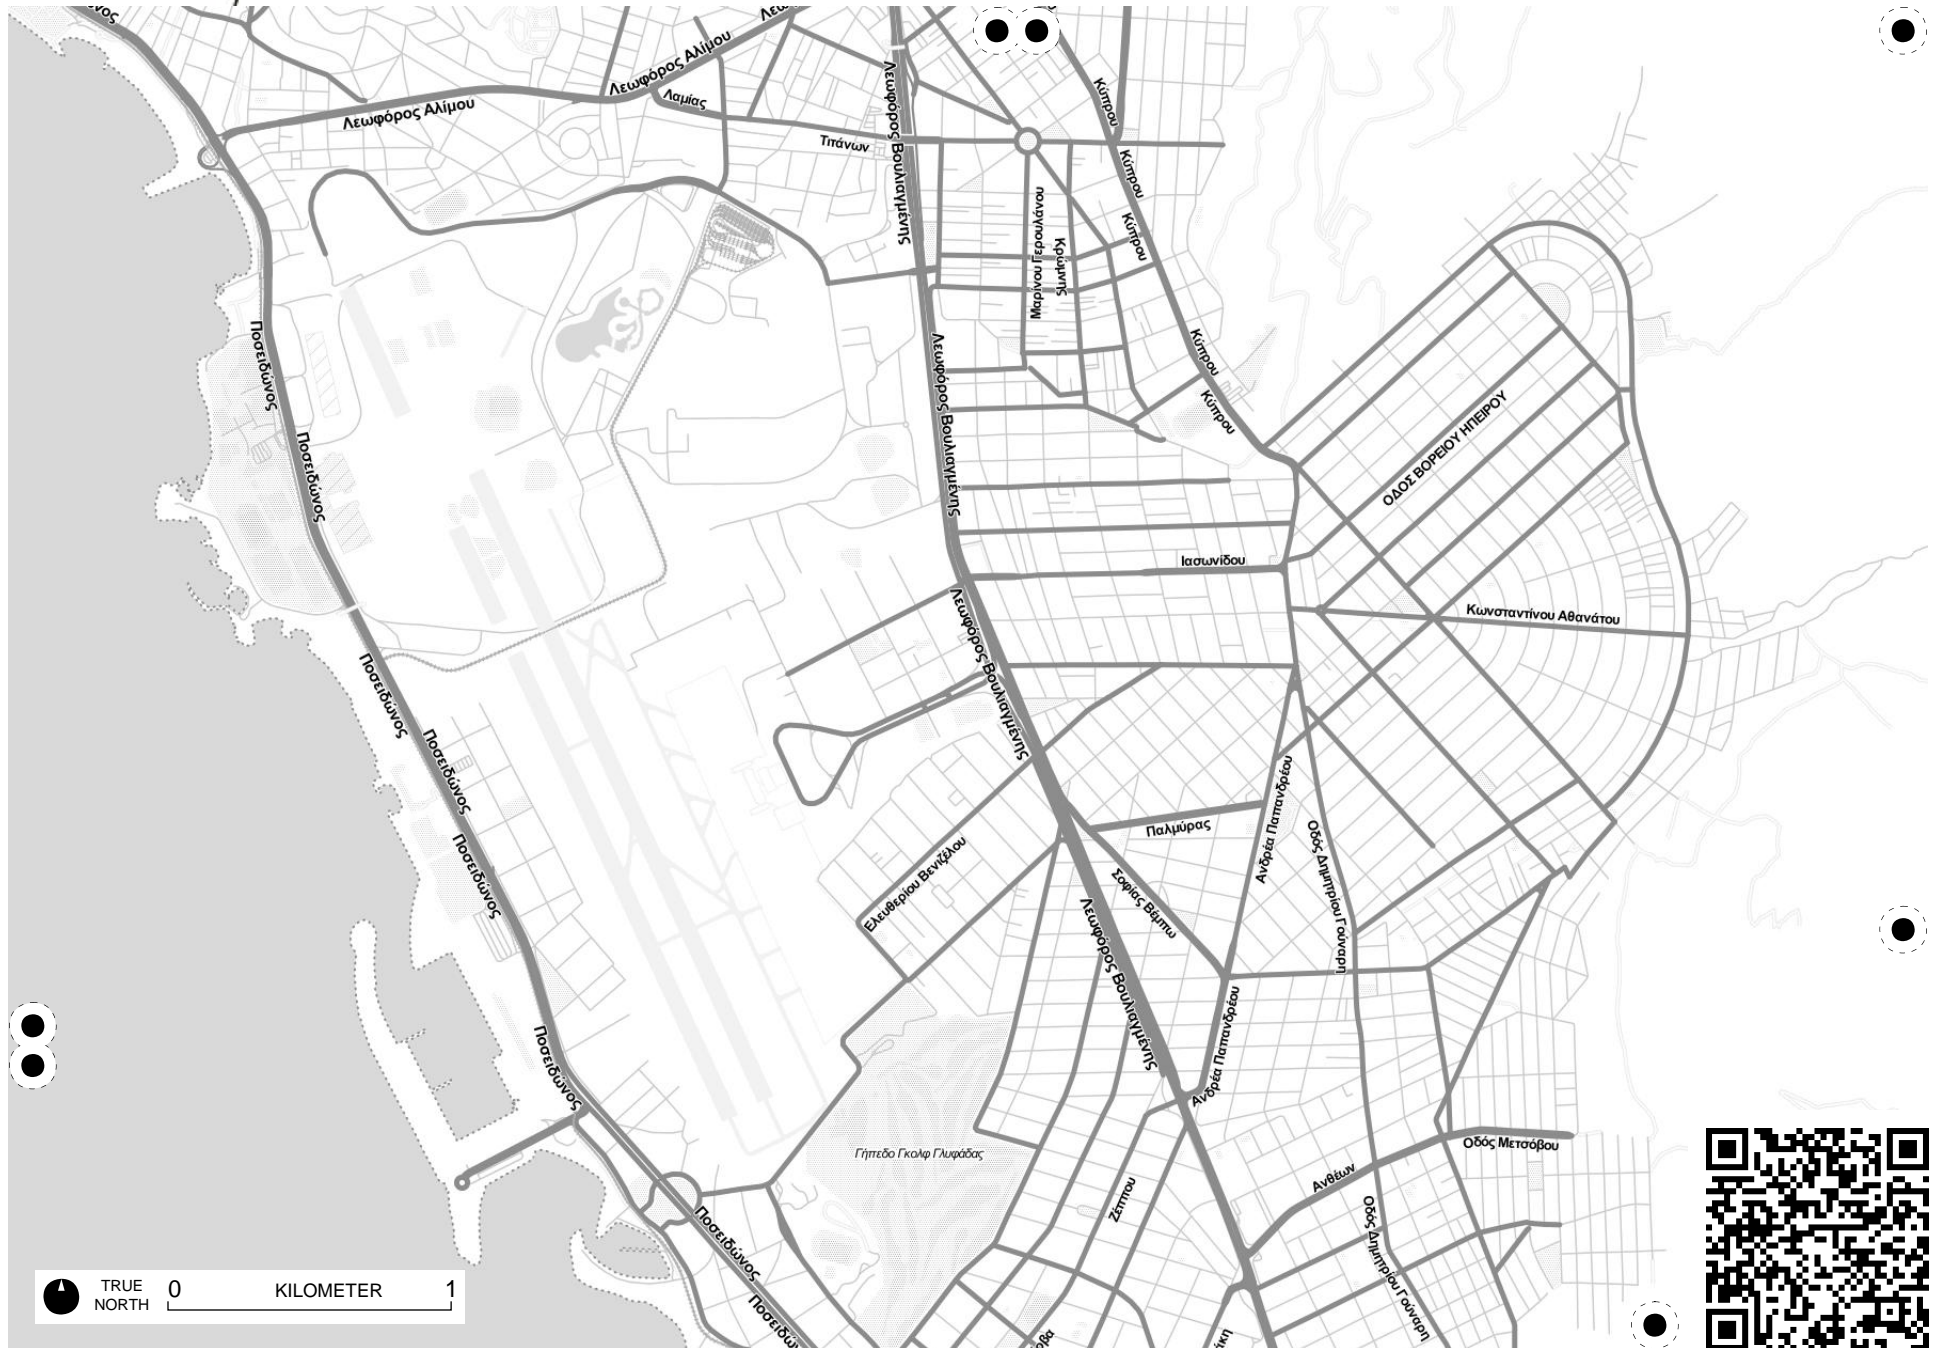 Λεωφόρος Αλίμου
Λεωφόρος Αλίμου
Λαμίας
Τιτάνων
Λεωφόρος Βουλιαγμένης
Κύπρου
Κύπρου
Κύπρου
Μαρίνου Γερουλάνου
Κρώμνης
Ποσειδώνος
Λεωφόρος Βουλιαγμένης
Κύπρου
Κύπρου
ΟΔΟΣ ΒΟΡΕΙΟΥ ΗΠΕΙΡΟΥ
Ποσειδώνος
Ιασωνίδου
Λεωφόρος Βουλιαγμένης
Κωνσταντίνου Αθανάτου
Ποσειδώνος
Ποσειδώνος
Ανδρέα Παπανδρέου
Παλμύρας
Οδός Δημητρίου Γούναρη
Ποσειδώνος
Ελευθερίου Βενιζέλου
Σοφίας Βέμπω
Λεωφόρος Βουλιαγμένης
Ανδρέα Παπανδρέου
Ποσειδώνος
Γήπεδο Γκολφ Γλυφάδας
Οδός Μετσόβου
Ανθέων
Ζέππου
Οδός Δημητρίου Γούναρη
Ποσειδώνος
TRUE NORTH
0 KILOMETER 1